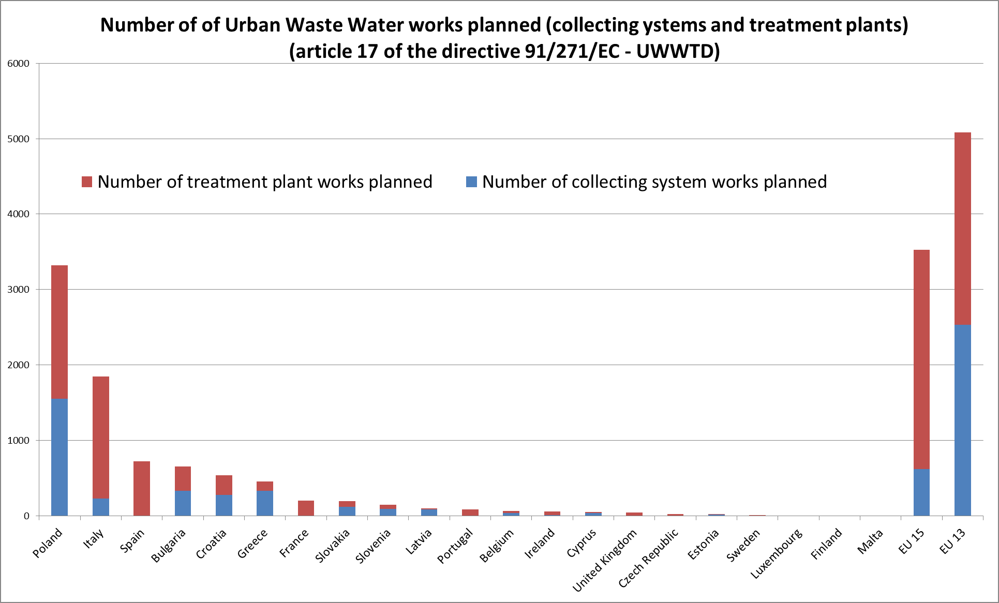 Number of of Urban Waste Water works planned (collecting ystems and treatment plants)
(article 17 of the directive 91/271/EC - UWWTD)
6000
5000
4000
3000
2000
1000
0
Number of treatment plant works planned
Number of collecting system works planned
Poland
Italy
Spain
Bulgaria
Croatia
Greece
France
Slovakia
Slovenia
Latvia
Portugal
Belgium
Ireland
Cyprus
United Kingdom
Czech Republic
Estonia
Sweden
Luxembourg
Finland
Malta
EU 15
EU 13